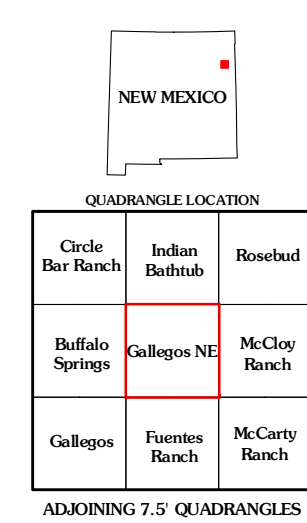 NEW MEXICO
QUADRANGLE LOCATION
Circle
Bar Ranch
Indian
Bathtub
Rosebud
Buffalo
Springs
Gallegos NE
McCloy
Ranch
Gallegos
Fuentes
Ranch
McCarty
Ranch
ADJOINING 7.5' QUADRANGLES